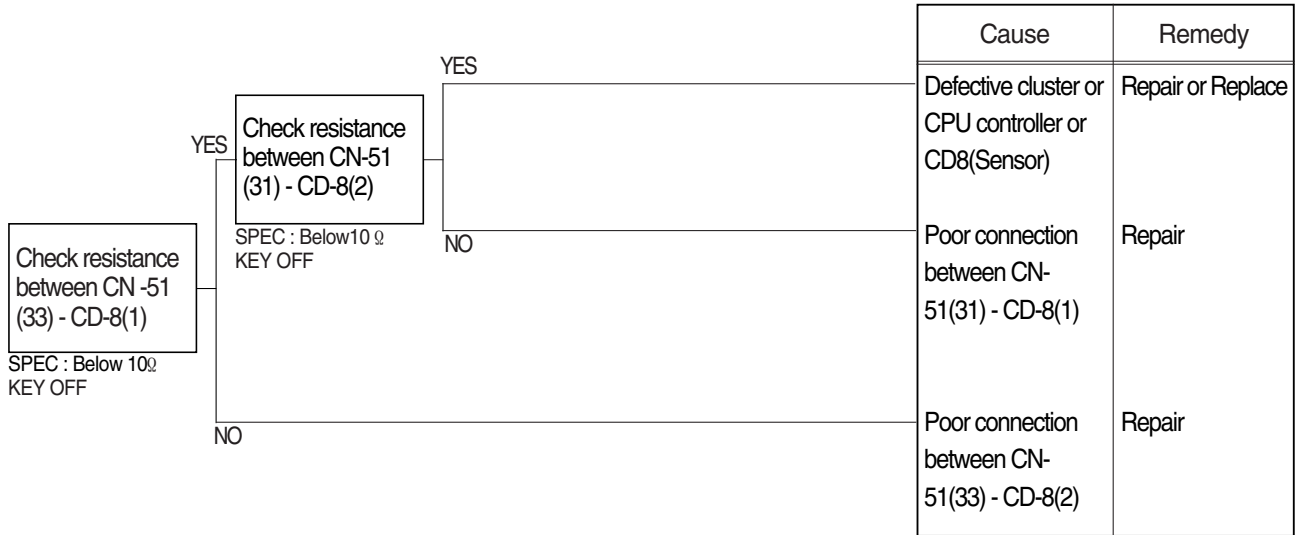 Cause
Remedy
YES
Defective cluster or
CPU controller or
CD8(Sensor)
Repair or Replace
YES
Check resistance
between CN-51
(31) - CD-8(2)
SPEC : Below10 Ω
KEY OFF
NO
Poor connection
between CN-
51(31) - CD-8(1)
Repair
Check resistance
between CN -51
(33) - CD-8(1)
SPEC : Below 10Ω
KEY OFF
NO
Poor connection
between CN-
51(33) - CD-8(2)
Repair